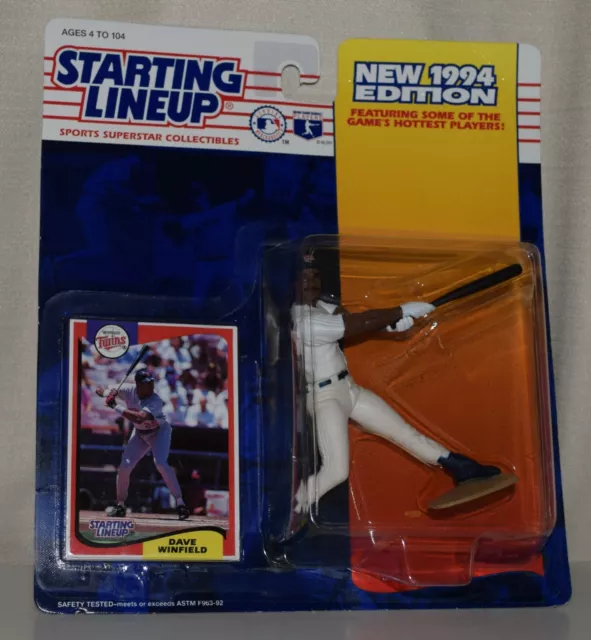 AGES 4 TO 104
STARTING
LINEUP®
SPORTS SUPERSTAR COLLECTIBLES
™
NEW 1994
EDITION
FEATURING SOME OF THE
GAME'S HOTTEST PLAYERS!
Twins
STARTING
LINEUP
DAVE
WINFIELD
SAFETY TESTED–meets or exceeds ASTM F963-92